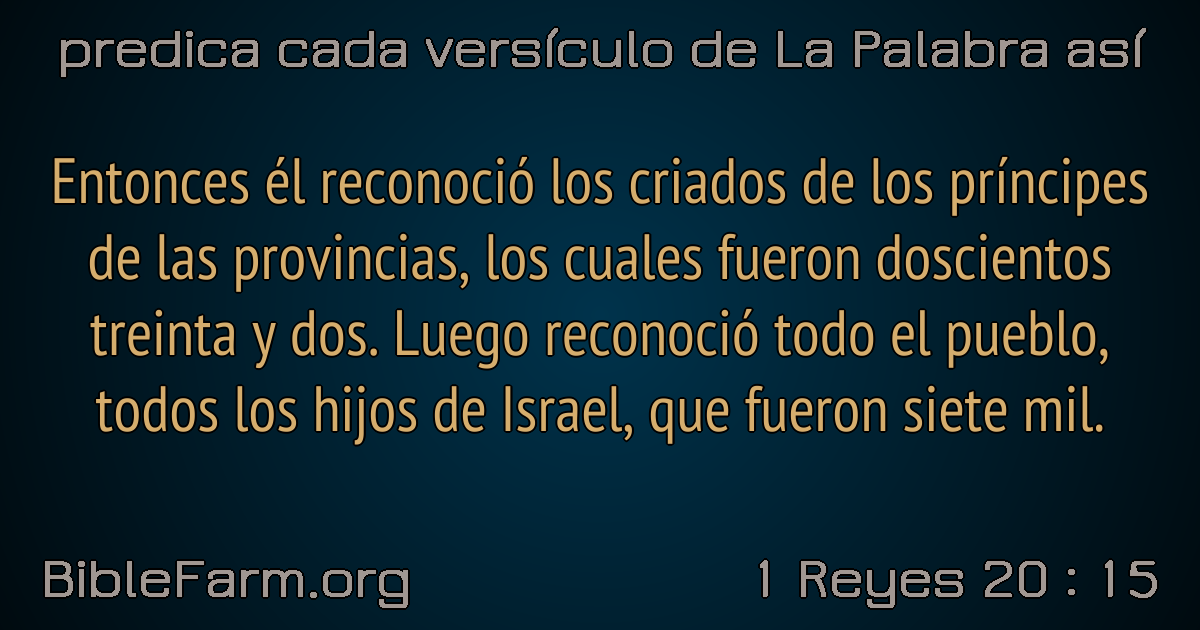 predica cada versículo de La Palabra así
Entonces él reconoció los criados de los príncipes
de las provincias, los cuales fueron doscientos
treinta y dos. Luego reconoció todo el pueblo,
todos los hijos de Israel, que fueron siete mil.
BibleFarm.org
1 Reyes 20 : 15